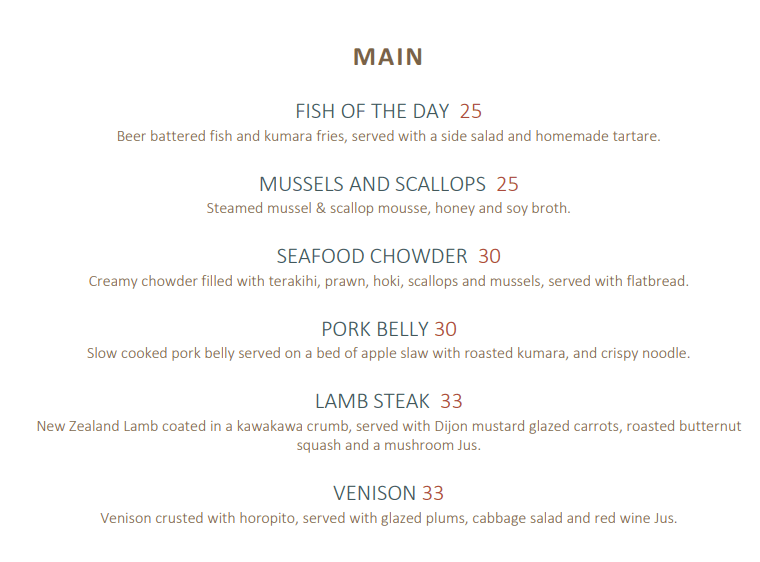 MAIN
FISH OF THE DAY 25
Beer battered fish and kumara fries, served with a side salad and homemade tartare.
MUSSELS AND SCALLOPS 25
Steamed mussel & scallop mousse, honey and soy broth.
SEAFOOD CHOWDER 30
Creamy chowder filled with terakihi, prawn, hoki, scallops and mussels, served with flatbread.
PORK BELLY 30
Slow cooked pork belly served on a bed of apple slaw with roasted kumara, and crispy noodle.
LAMB STEAK 33
New Zealand Lamb coated in a kawakawa crumb, served with Dijon mustard glazed carrots, roasted butternut
squash and a mushroom Jus.
VENISON 33
Venison crusted with horopito, served with glazed plums, cabbage salad and red wine Jus.